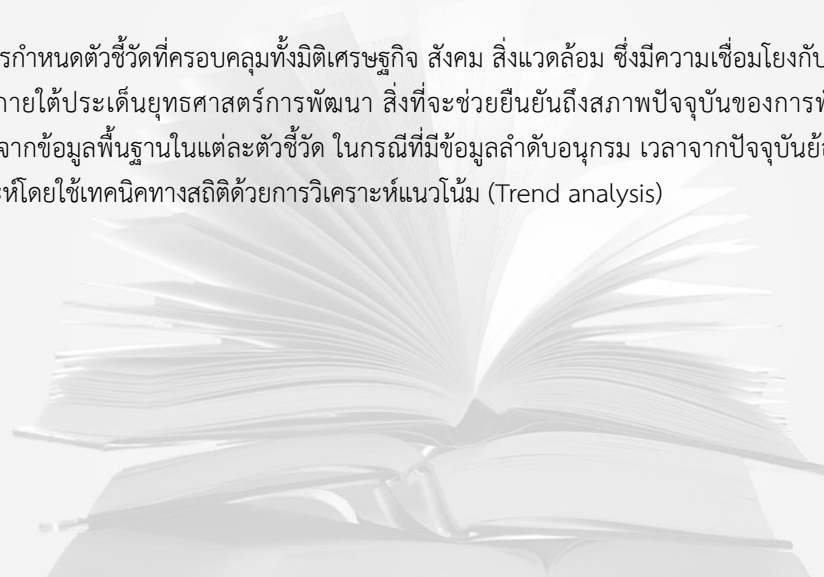 รกำหนดตัวชี้วัดที่ครอบคลุมทั้งมิติเศรษฐกิจ สังคม สิ่งแวดล้อม ซึ่งมีความเชื่อมโยงกับ
ภายใต้ประเด็นยุทธศาสตร์การพัฒนา สิ่งที่จะช่วยยืนยันถึงสภาพปัจจุบันของการพั
จากข้อมูลพื้นฐานในแต่ละตัวชี้วัด ในกรณีที่มีข้อมูลลำดับอนุกรม เวลาจากปัจจุบันย้
ห์โดยใช้เทคนิคทางสถิติด้วยการวิเคราะห์แนวโน้ม (Trend analysis)